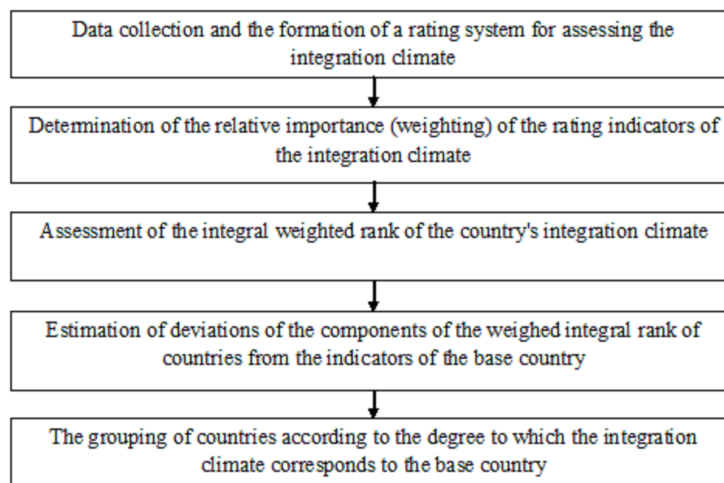 Data collection and the formation of a rating system for assessing the
integration climate
Determination of the relative importance (weighting) of the rating indicators of
the integration climate
Assessment of the integral weighted rank of the country's integration climate
Estimation of deviations of the components of the weighed integral rank of
countries from the indicators of the base country
The grouping of countries according to the degree to which the integration
climate corresponds to the base country